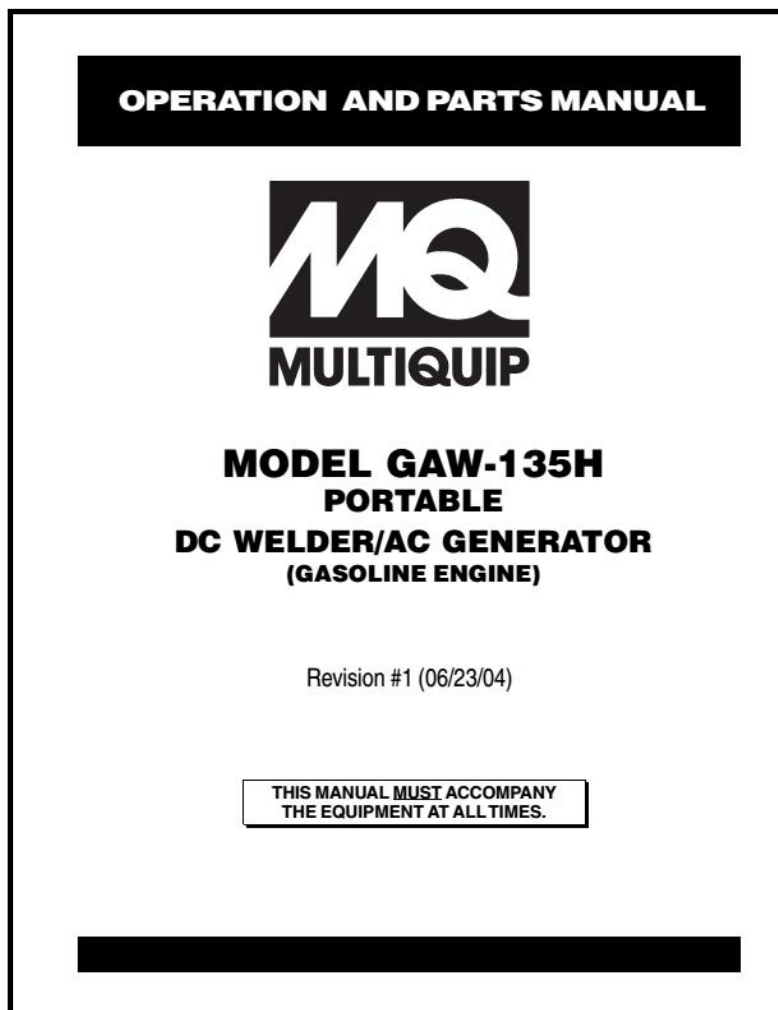 OPERATION AND PARTS MANUAL
MQ
MULTIQUIP
MODEL GAW-135H
PORTABLE
DC WELDER/AC GENERATOR
(GASOLINE ENGINE)
Revision #1 (06/23/04)
THIS MANUAL MUST ACCOMPANY
THE EQUIPMENT AT ALL TIMES.